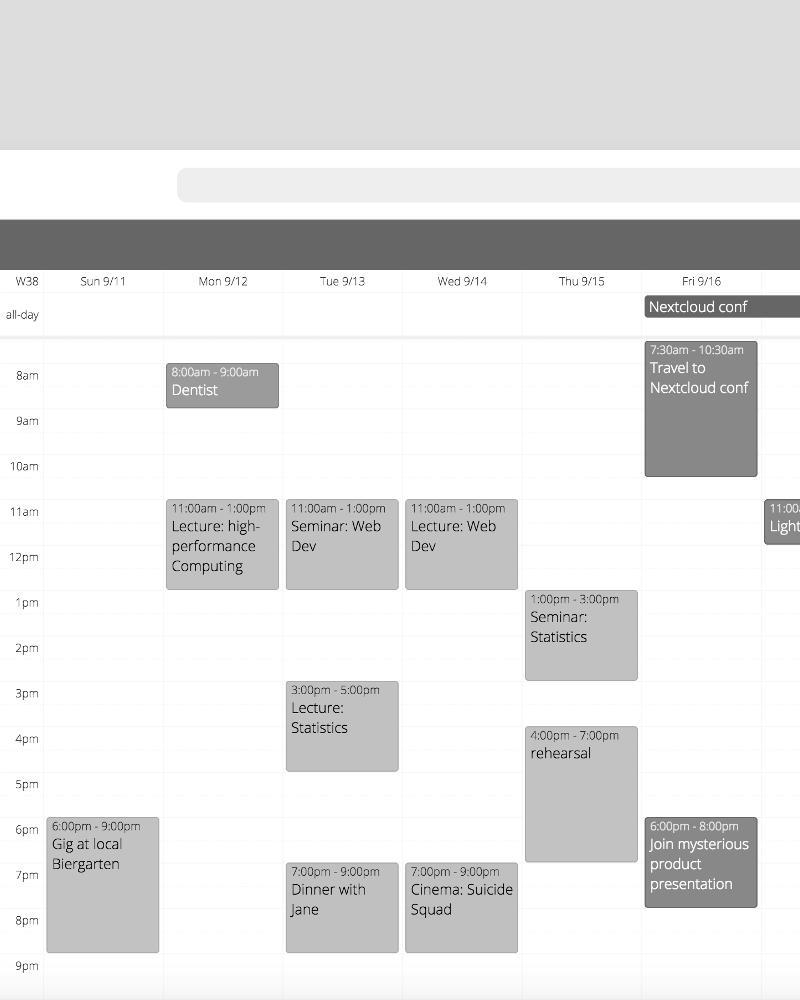 W38 Sun 9/11 Mon 9/12 Tue 9/13 Wed 9/14 Thu 9/15 Fri 9/16
all-day
Nextcloud conf
8am
9am
10am
11am
12pm
1pm
2pm
3pm
4pm
5pm
6pm
7pm
8pm
9pm
6:00pm - 9:00pm
Gig at local
Biergarten
8:00am - 9:00am
Dentist
11:00am - 1:00pm
Lecture: high-
performance
Computing
11:00am - 1:00pm
Seminar: Web
Dev
3:00pm - 5:00pm
Lecture:
Statistics
7:00pm - 9:00pm
Dinner with
Jane
11:00am - 1:00pm
Lecture: Web
Dev
7:00pm - 9:00pm
Cinema: Suicide
Squad
1:00pm - 3:00pm
Seminar:
Statistics
4:00pm - 7:00pm
rehearsal
7:30am - 10:30am
Travel to
Nextcloud conf
6:00pm - 8:00pm
Join mysterious
product
presentation
11:00
Light